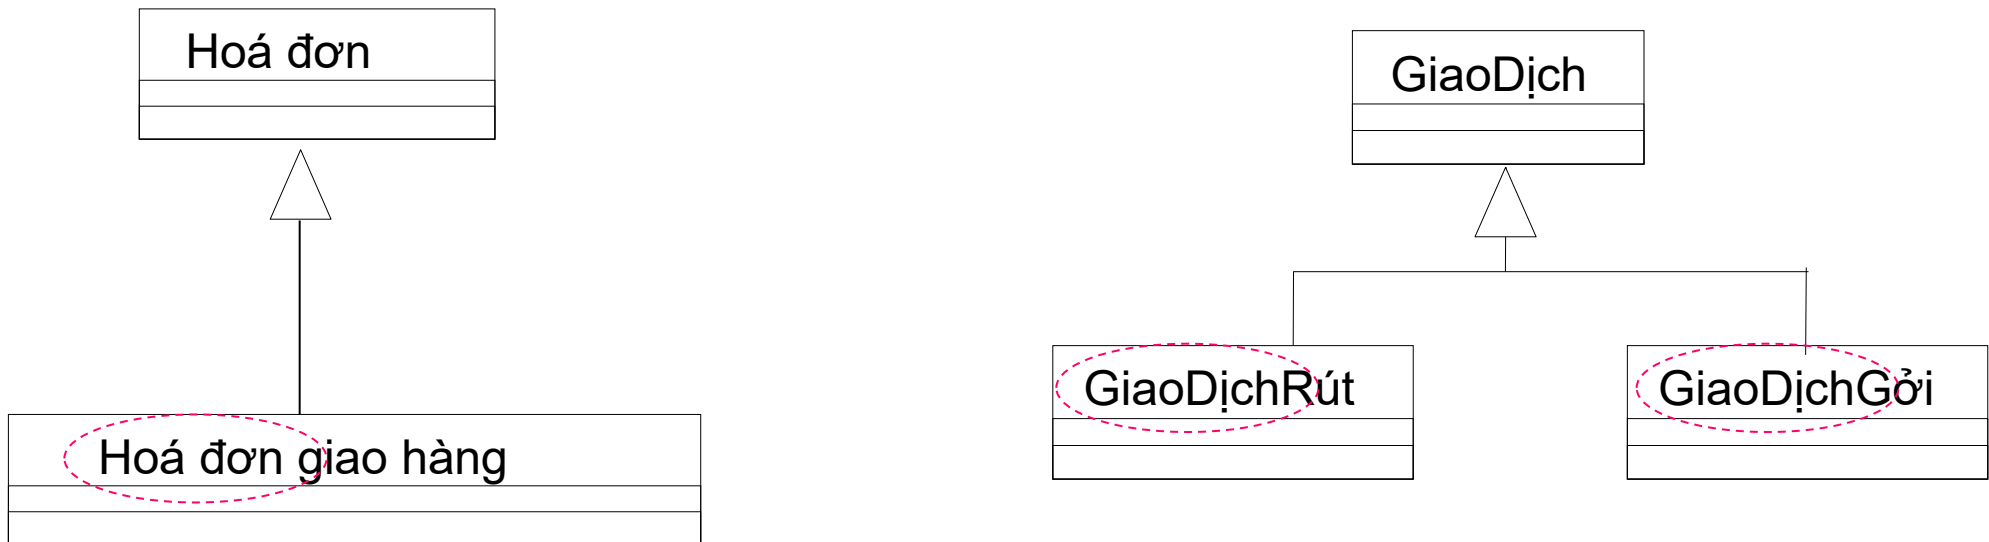 Hoá đơn
GiaoDịch
GiaoDịchRút
GiaoDịchGởi
Hoá đơn giao hàng